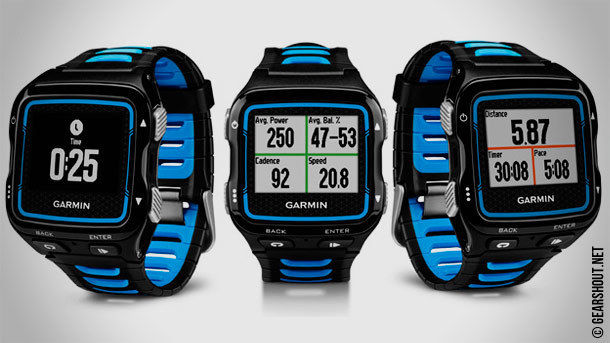 Time
0:25
GARMIN
BACK ENTER
Avg. Power Avg. Bal. %
250 47-53
Cadence Speed
92 20.8
GARMIN
BACK ENTER
Distance
5.87
Timer Pace
30:08 5:08
GARMIN
BACK ENTER
© GEARSHOUT.NET